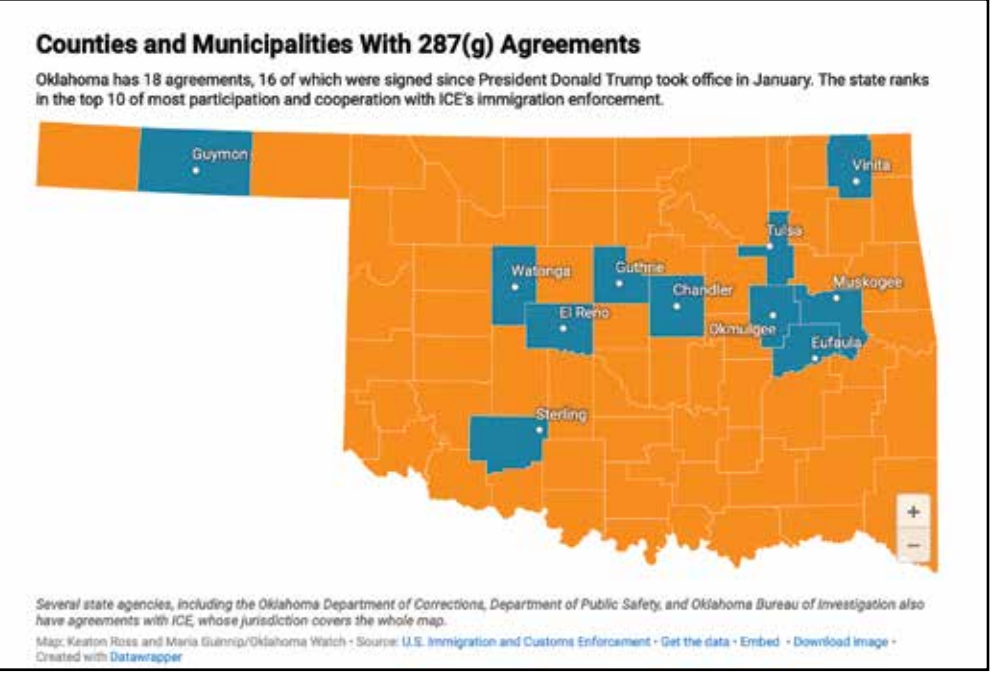 Counties and Municipalities With 287(g) Agreements
Oklahoma has 18 agreements, 16 of which were signed since President Donald Trump took office in January. The state ranks
in the top 10 of most participation and cooperation with ICE's immigration enforcement.
Guymon
Vinita
Tulsa
Watonga
Guthrie
Muskogee
Chandler
El Reno
Okmulgee
Eufaula
Sterling
+
−
Several state agencies, including the Oklahoma Department of Corrections, Department of Public Safety, and Oklahoma Bureau of Investigation also
have agreements with ICE, whose jurisdiction covers the whole map.
Map: Keaton Ross and Maria Guinnip/Oklahoma Watch • Source: U.S. Immigration and Customs Enforcement • Get the data • Embed • Download image •
Created with Datawrapper